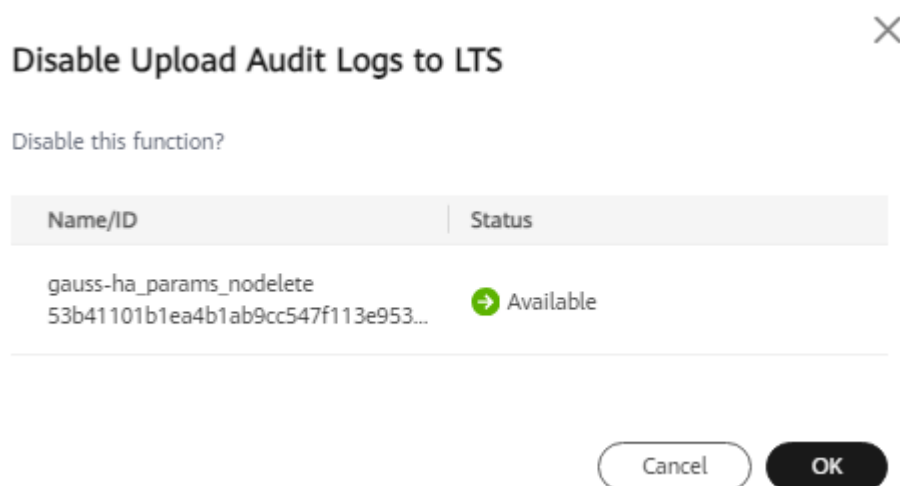 Disable Upload Audit Logs to LTS
Disable this function?
Name/ID Status
gauss-ha_params_nodelete
53b41101b1ea4b1ab9cc547f113e953...
Available
Cancel OK